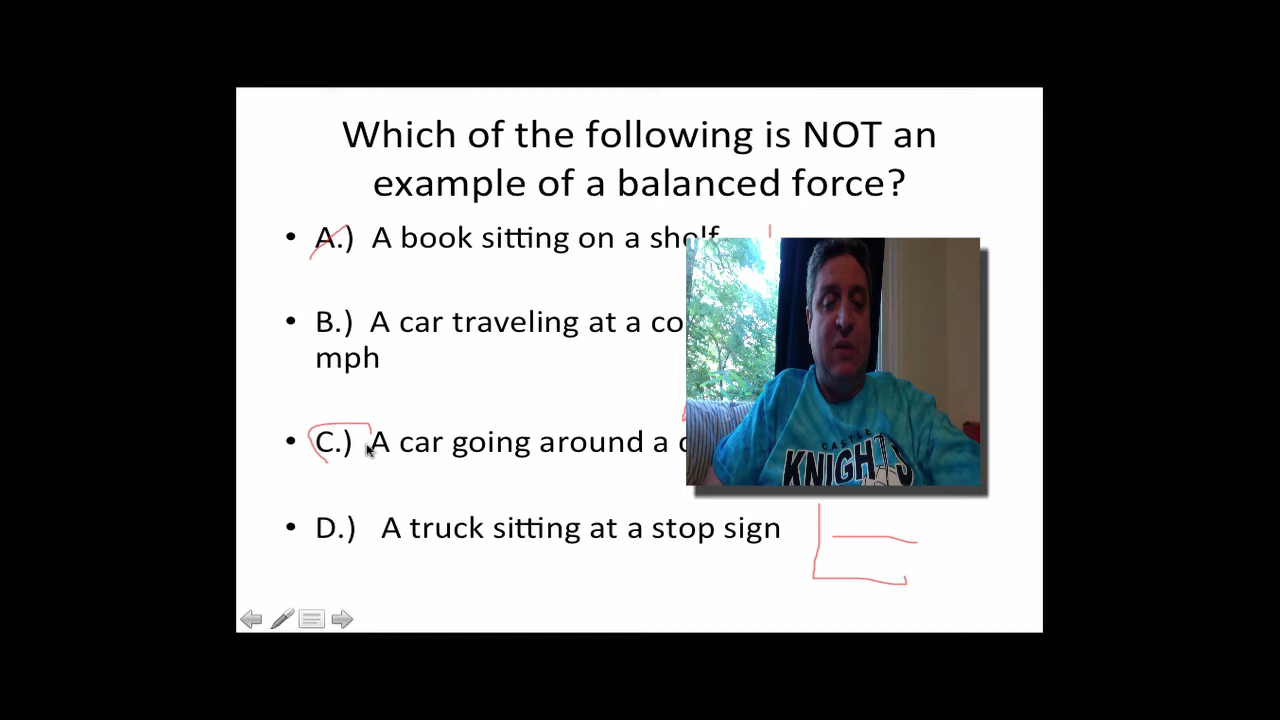 Which of the following is NOT an
example of a balanced force?
• A.) A book sitting on a shelf
• B.) A car traveling at a co
mph
• C.) A car going around a
• D.) A truck sitting at a stop sign
CASTLE
KNIGHTS